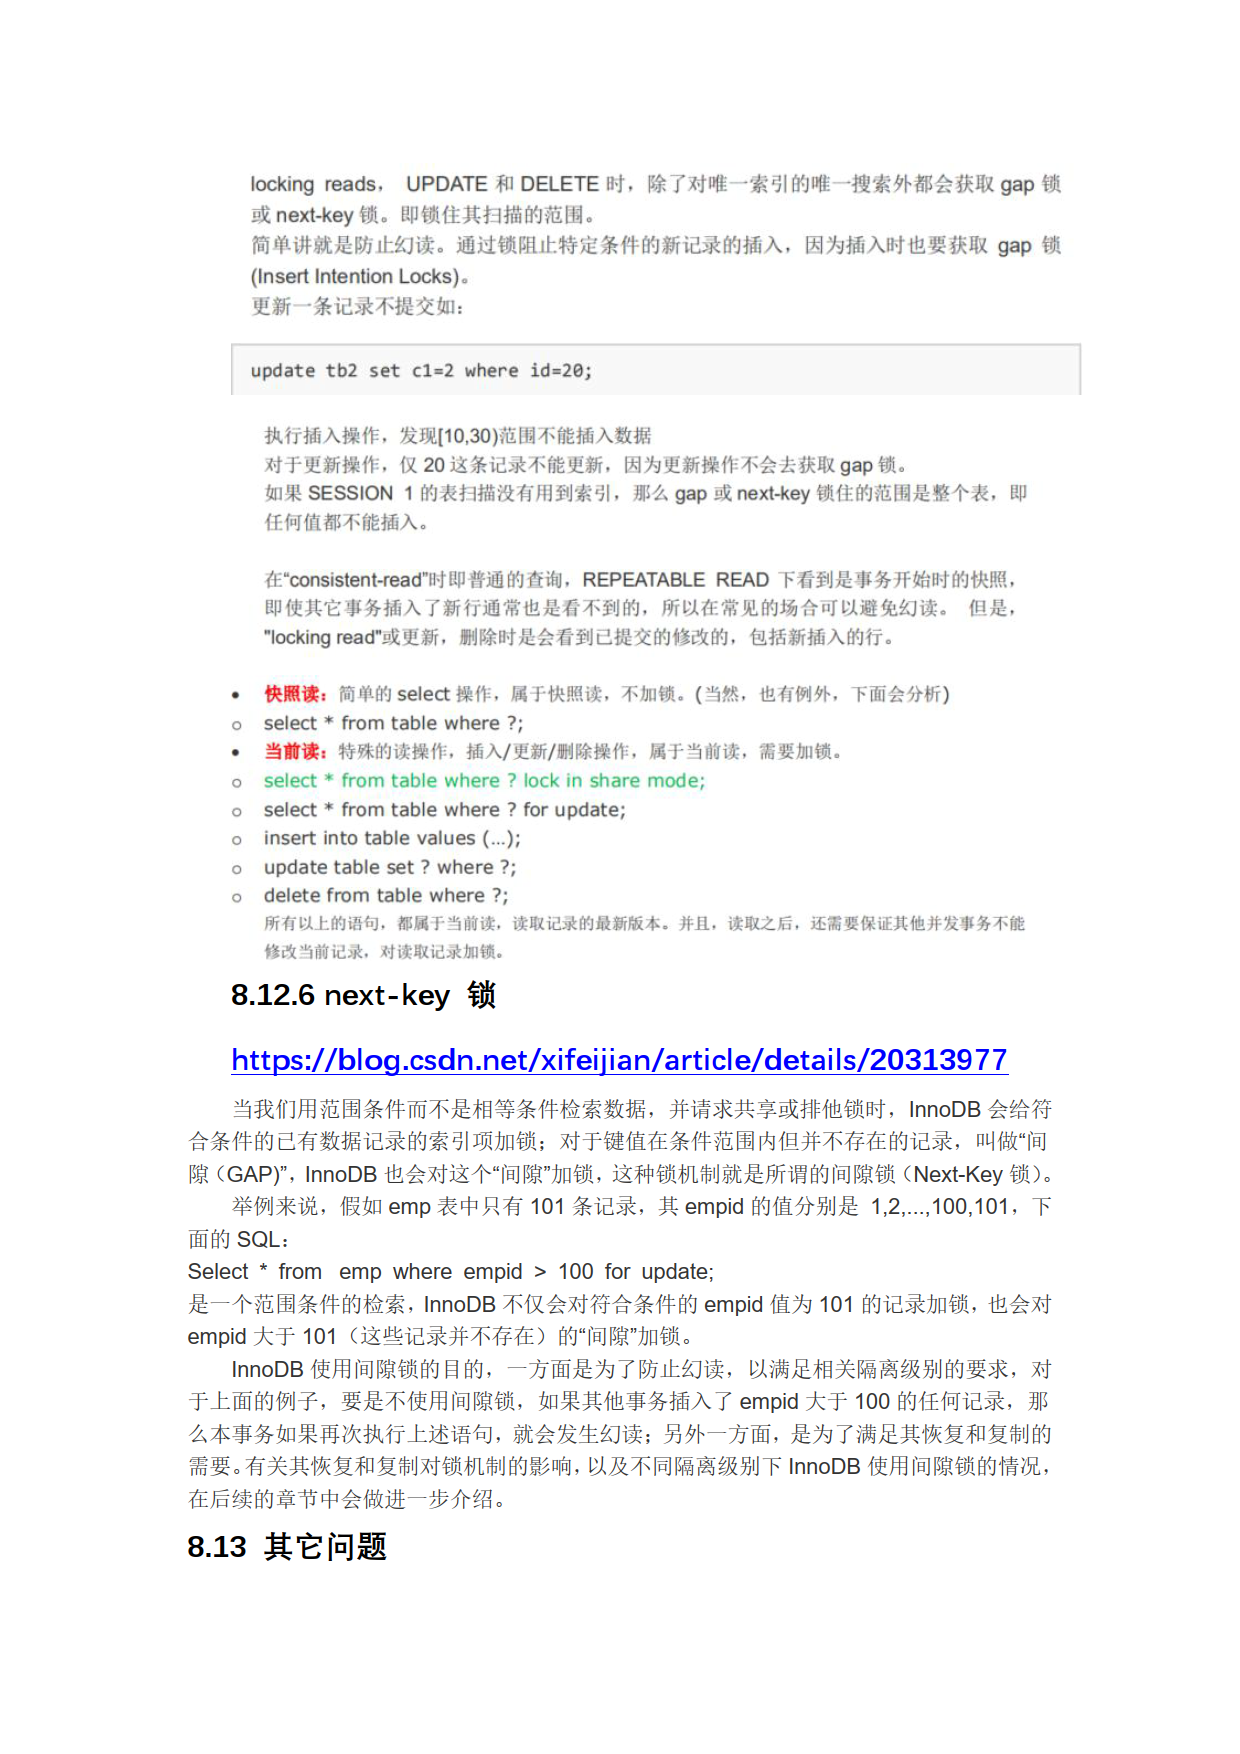 locking reads， UPDATE 和 DELETE 时，除了对唯一索引的唯一搜索外都会获取 gap 锁
或 next-key 锁。即锁住其扫描的范围。
简单讲就是防止幻读。通过锁阻止特定条件的新记录的插入，因为插入时也要获取 gap 锁
(Insert Intention Locks)。
更新一条记录不提交如：
update tb2 set c1=2 where id=20;
执行插入操作，发现[10,30)范围不能插入数据
对于更新操作，仅 20 这条记录不能更新，因为更新操作不会去获取 gap 锁。
如果 SESSION 1 的表扫描没有用到索引，那么 gap 或 next-key 锁住的范围是整个表，即
任何值都不能插入。
在“consistent-read”时即普通的查询，REPEATABLE READ 下看到是事务开始时的快照，
即使其它事务插入了新行通常也是看不到的，所以在常见的场合可以避免幻读。 但是，
"locking read"或更新，删除时是会看到已提交的修改的，包括新插入的行。
• 快照读：简单的 select 操作，属于快照读，不加锁。(当然，也有例外，下面会分析)
o select * from table where ?;
• 当前读：特殊的读操作，插入/更新/删除操作，属于当前读，需要加锁。
o select * from table where ? lock in share mode;
o select * from table where ? for update;
o insert into table values (…);
o update table set ? where ?;
o delete from table where ?;
所有以上的语句，都属于当前读，读取记录的最新版本。并且，读取之后，还需要保证其他并发事务不能
修改当前记录，对读取记录加锁。
8.12.6 next-key 锁
https://blog.csdn.net/xifeijian/article/details/20313977
当我们用范围条件而不是相等条件检索数据，并请求共享或排他锁时，InnoDB 会给符
合条件的已有数据记录的索引项加锁；对于键值在条件范围内但并不存在的记录，叫做“间
隙（GAP)”，InnoDB 也会对这个“间隙”加锁，这种锁机制就是所谓的间隙锁（Next-Key 锁）。
举例来说，假如 emp 表中只有 101 条记录，其 empid 的值分别是 1,2,...,100,101，下
面的 SQL：
Select * from emp where empid > 100 for update;
是一个范围条件的检索，InnoDB 不仅会对符合条件的 empid 值为 101 的记录加锁，也会对
empid 大于 101（这些记录并不存在）的“间隙”加锁。
InnoDB 使用间隙锁的目的，一方面是为了防止幻读，以满足相关隔离级别的要求，对
于上面的例子，要是不使用间隙锁，如果其他事务插入了 empid 大于 100 的任何记录，那
么本事务如果再次执行上述语句，就会发生幻读；另外一方面，是为了满足其恢复和复制的
需要。有关其恢复和复制对锁机制的影响，以及不同隔离级别下 InnoDB 使用间隙锁的情况，
在后续的章节中会做进一步介绍。
8.13 其它问题